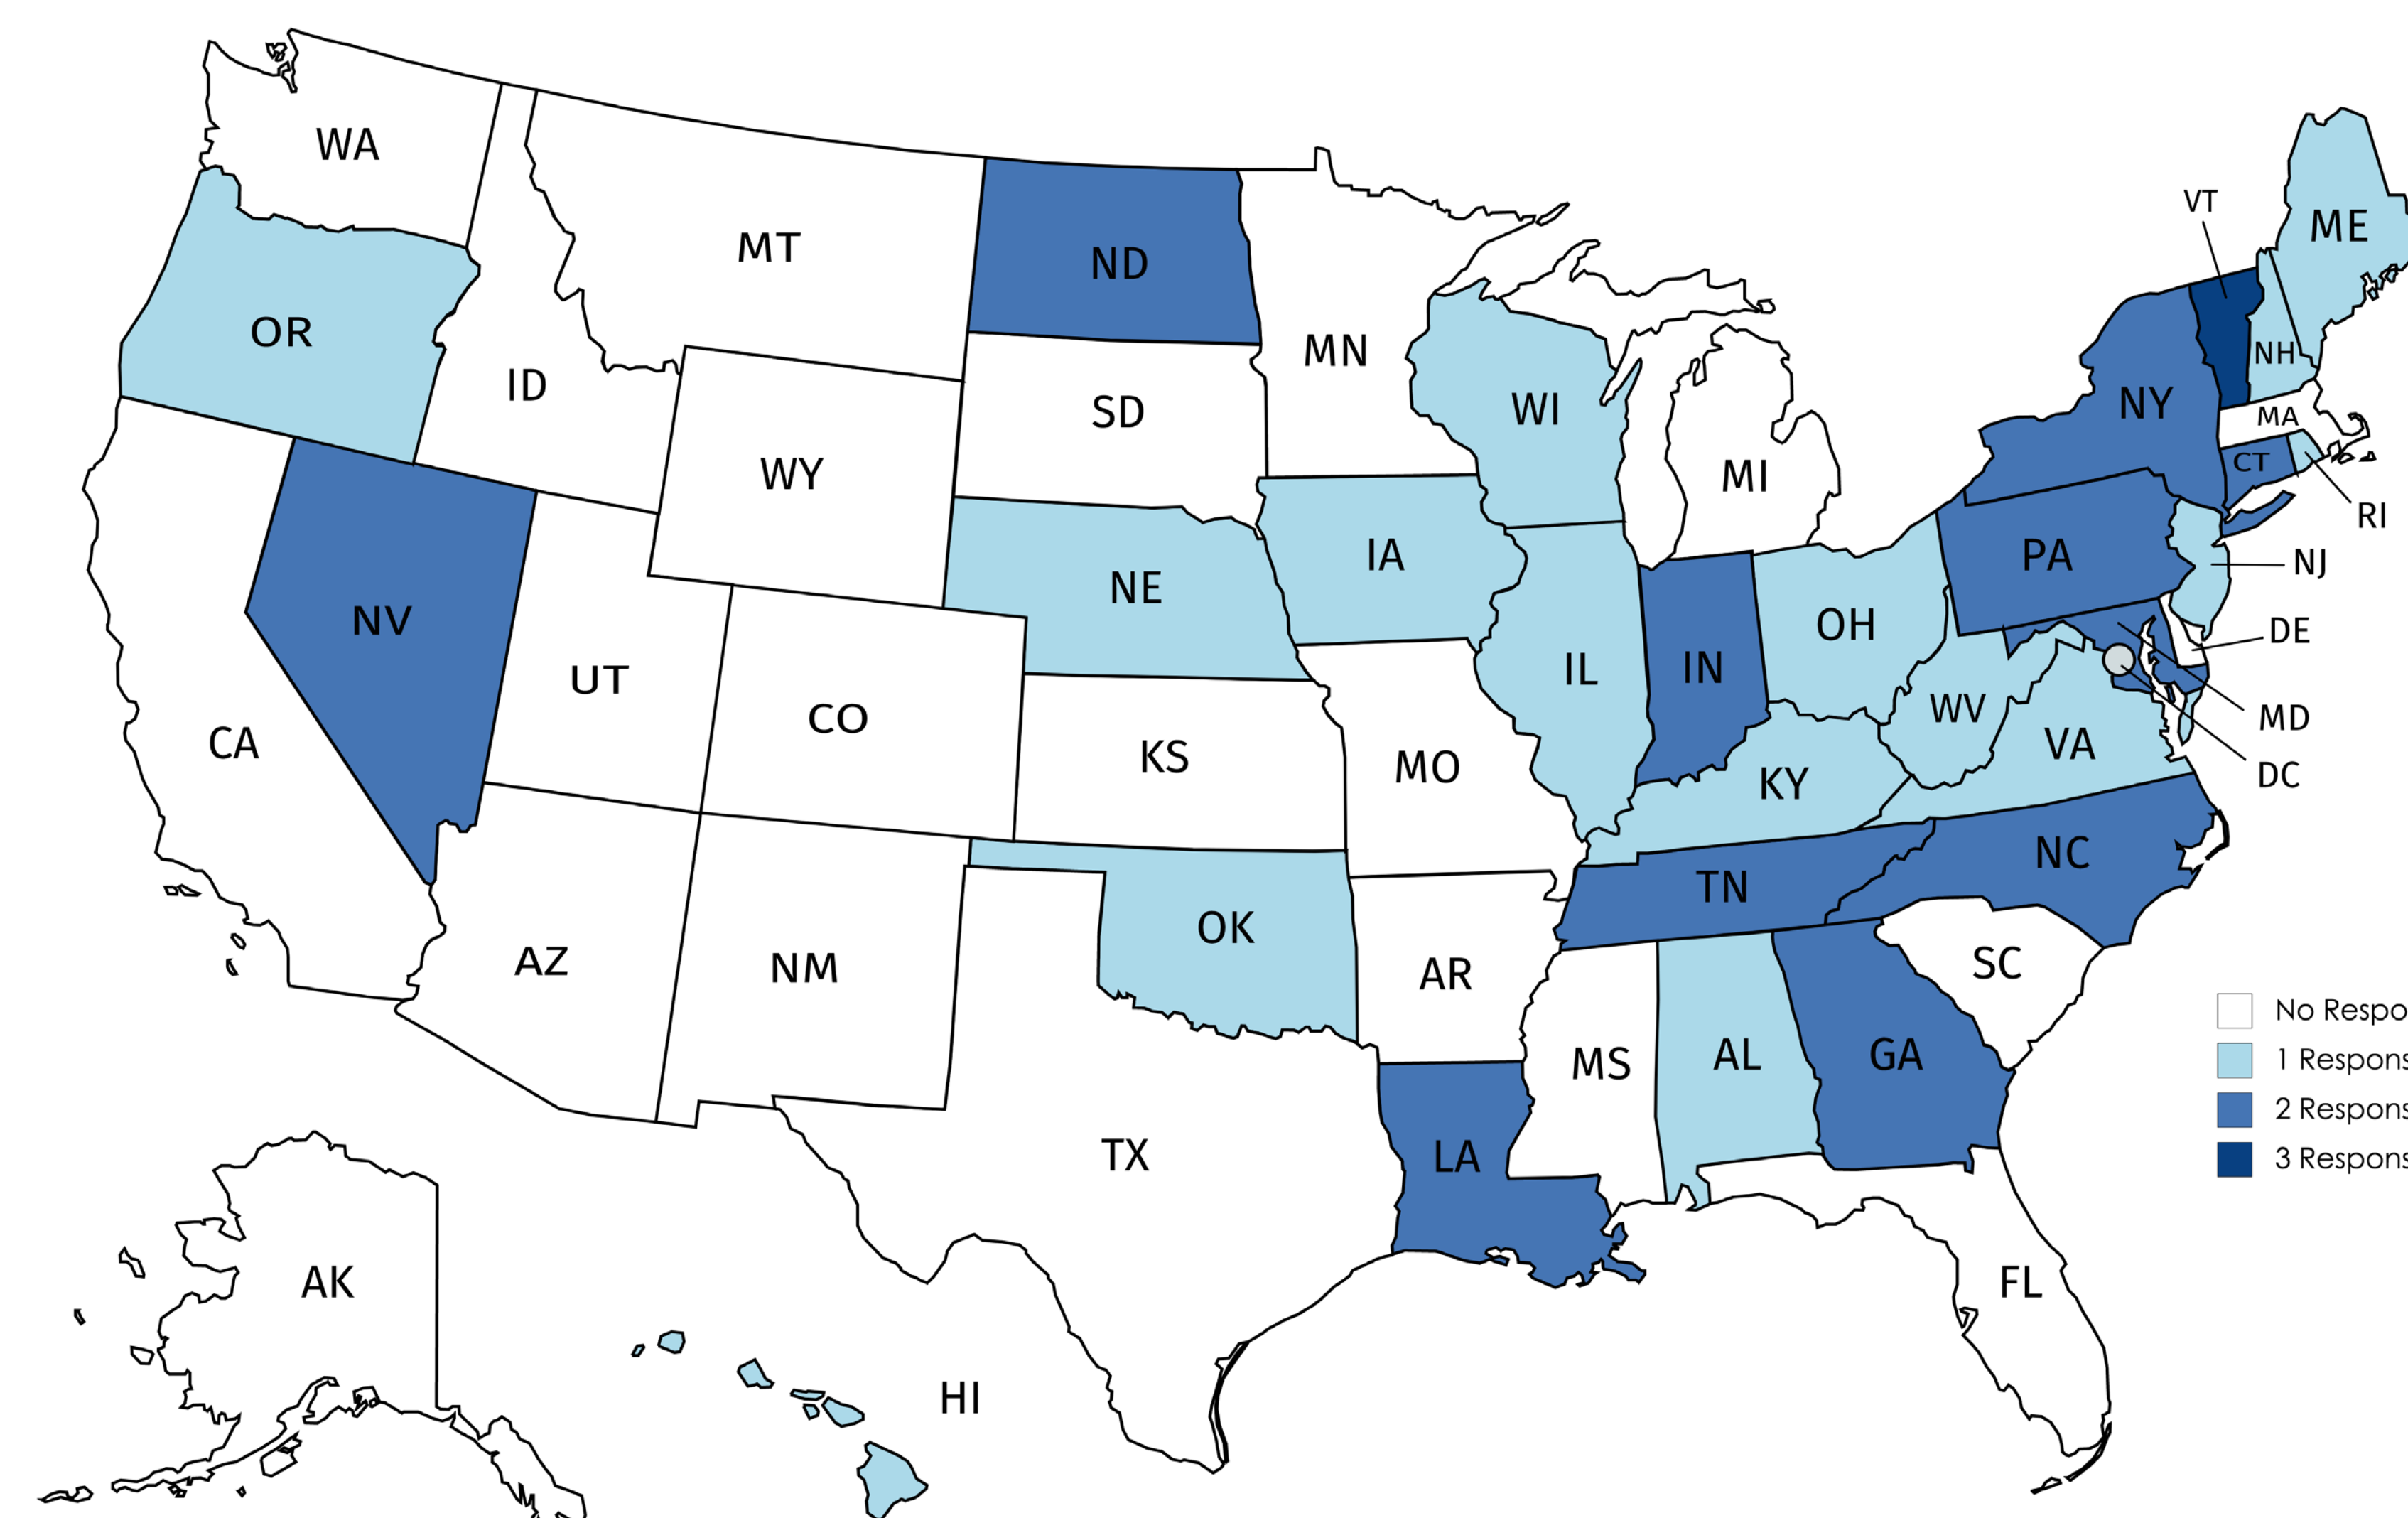 WA
VT
ME
MT
ND
OR
MN
NH
ID
NY
WI
SD
MA
CT
WY
MI
RI
IA
PA
NJ
NE
NV
OH
DE
UT
IL
IN
CO
WV
MD
CA
KS
MO
KY
VA
DC
NC
TN
OK
AZ
NM
AR
SC
No Respo
MS
AL
GA
1 Respons
2 Respons
TX
LA
3 Respons
AK
FL
HI